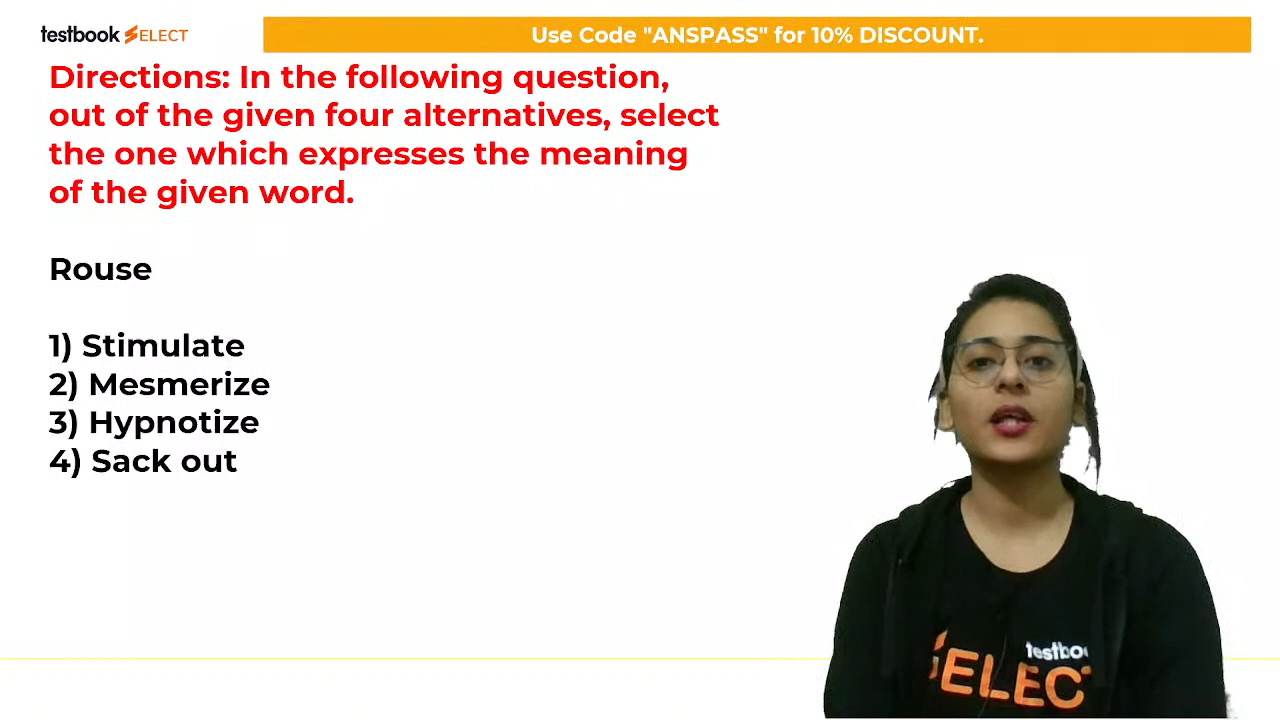 testbook SELECT
Use Code "ANSPASS" for 10% DISCOUNT.
Directions: In the following question,
out of the given four alternatives, select
the one which expresses the meaning
of the given word.
Rouse
1) Stimulate
2) Mesmerize
3) Hypnotize
4) Sack out
testboo
SELECT